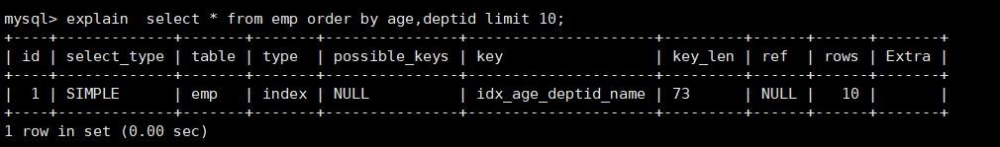 mysql> explain  select * from emp order by age,deptid limit 10;
+----+-------------+-------+-------+---------------+---------------------+---------+------+------+-------+
| id | select_type | table | type  | possible_keys | key                 | key_len | ref  | rows | Extra |
+----+-------------+-------+-------+---------------+---------------------+---------+------+------+-------+
|  1 | SIMPLE      | emp   | index | NULL          | idx_age_deptid_name | 73      | NULL |   10 |       |
+----+-------------+-------+-------+---------------+---------------------+---------+------+------+-------+
1 row in set (0.00 sec)